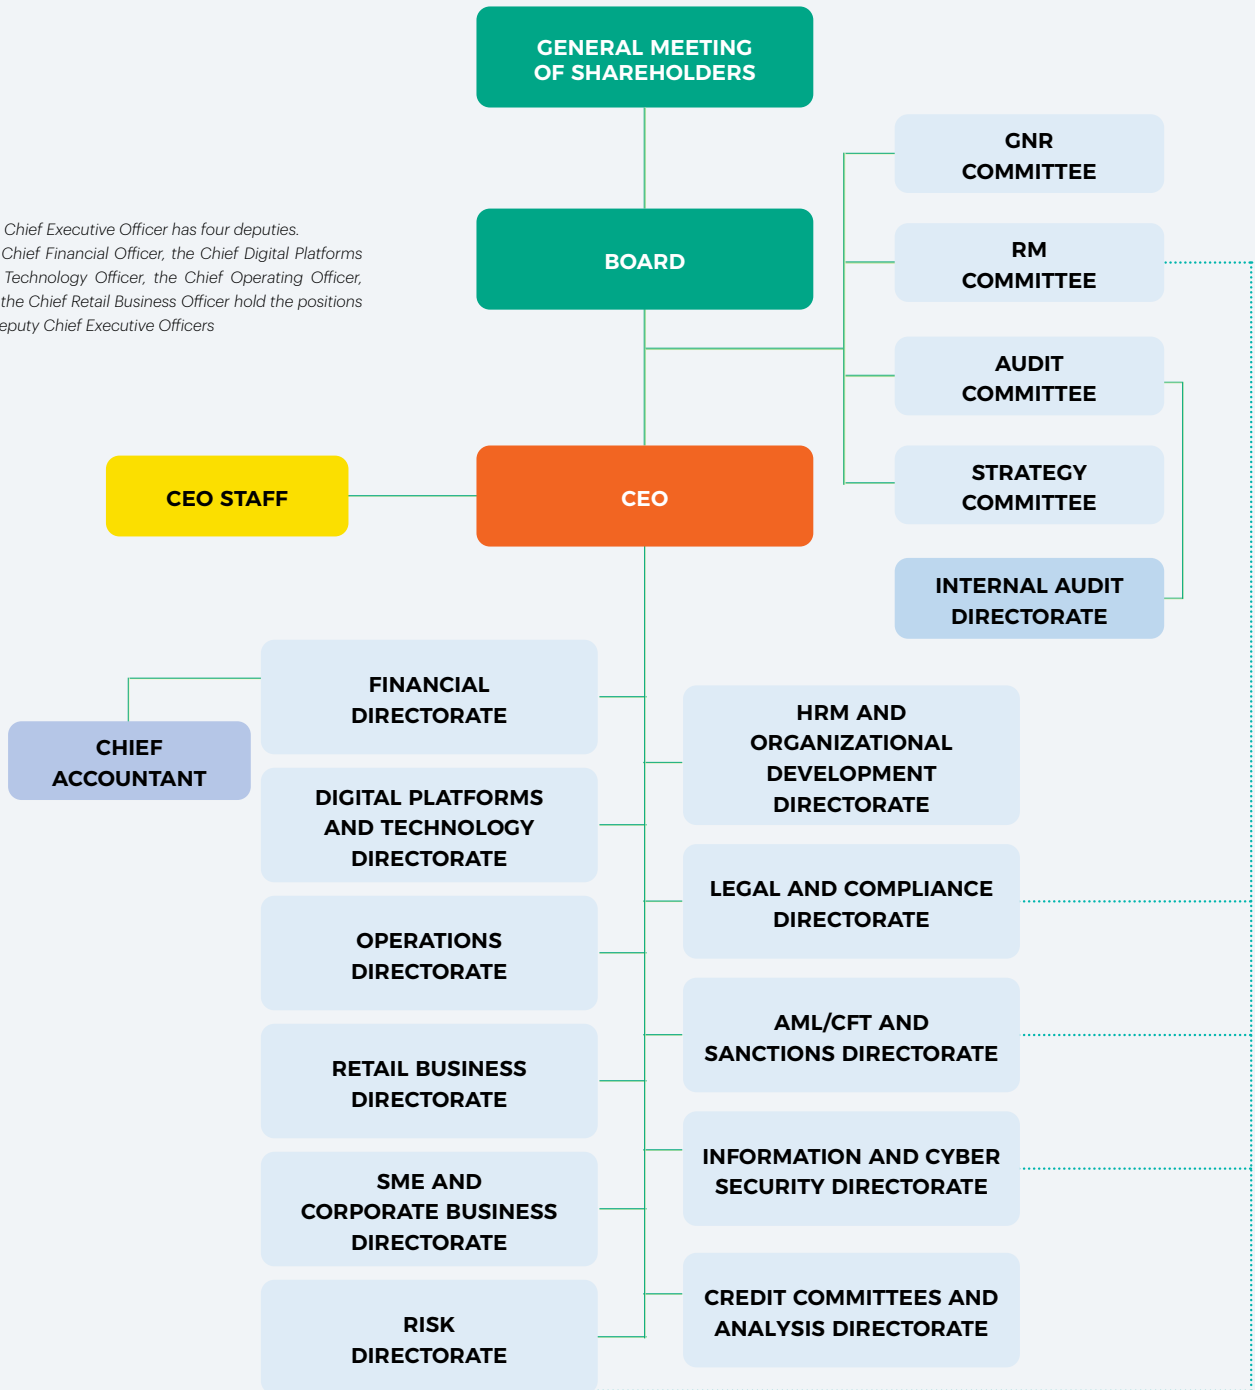 GENERAL MEETING
OF SHAREHOLDERS
GNR
COMMITTEE
Chief Executive Officer has four deputies.
Chief Financial Officer, the Chief Digital Platforms
Technology Officer, the Chief Operating Officer,
the Chief Retail Business Officer hold the positions
eputy Chief Executive Officers
BOARD
RM
COMMITTEE
AUDIT
COMMITTEE
CEO STAFF
CEO
STRATEGY
COMMITTEE
INTERNAL AUDIT
DIRECTORATE
FINANCIAL
DIRECTORATE
CHIEF
ACCOUNTANT
HRM AND
ORGANIZATIONAL
DEVELOPMENT
DIRECTORATE
DIGITAL PLATFORMS
AND TECHNOLOGY
DIRECTORATE
LEGAL AND COMPLIANCE
DIRECTORATE
OPERATIONS
DIRECTORATE
AML/CFT AND
SANCTIONS DIRECTORATE
RETAIL BUSINESS
DIRECTORATE
INFORMATION AND CYBER
SECURITY DIRECTORATE
SME AND
CORPORATE BUSINESS
DIRECTORATE
CREDIT COMMITTEES AND
ANALYSIS DIRECTORATE
RISK
DIRECTORATE